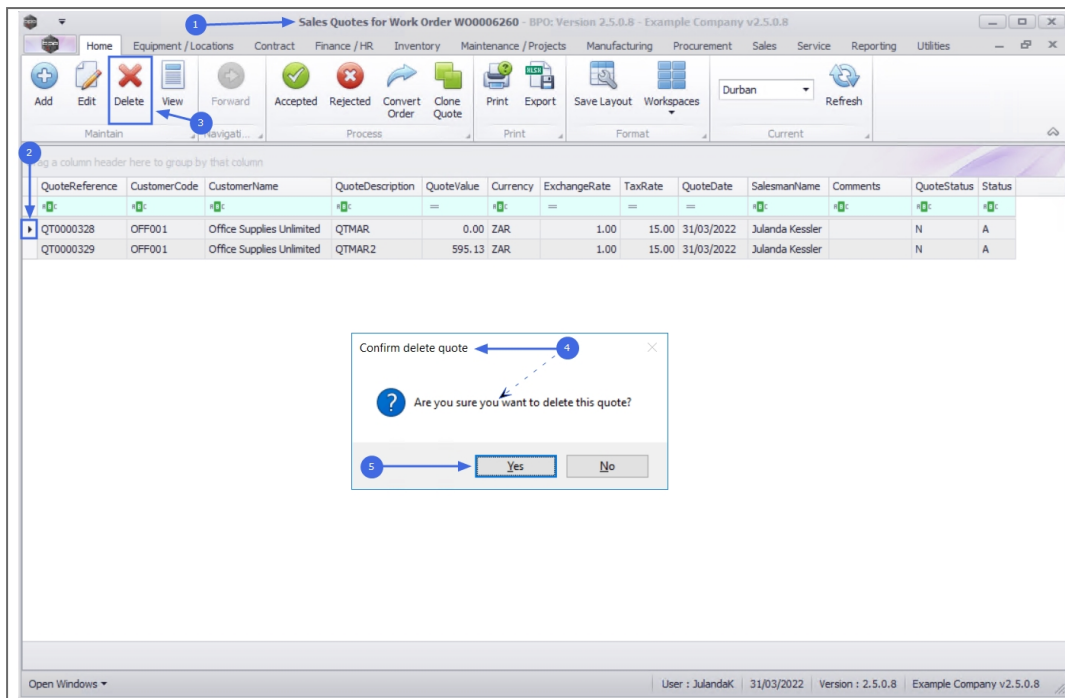 1
Sales Quotes for Work Order WO0006260 - BPO: Version 2.5.0.8 - Example Company v2.5.0.8
Home Equipment / Locations Contract Finance / HR Inventory Maintenance / Projects Manufacturing Procurement Sales Service Reporting Utilities
Add Edit Delete View Forward Accepted Rejected Convert Order Clone Quote Print Export Save Layout Workspaces Durban Refresh
3
Maintain Navigati... Process Print Format Current
2
ag a column header here to group by that column
QuoteReference CustomerCode CustomerName QuoteDescription QuoteValue Currency ExchangeRate TaxRate QuoteDate SalesmanName Comments QuoteStatus Status
QT0000328 OFF001 Office Supplies Unlimited QTMAR 0.00 ZAR 1.00 15.00 31/03/2022 Julanda Kessler N A
QT0000329 OFF001 Office Supplies Unlimited QTMAR2 595.13 ZAR 1.00 15.00 31/03/2022 Julanda Kessler N A
Confirm delete quote 4
Are you sure you want to delete this quote?
5 Yes No
Open Windows User : JulandaK 31/03/2022 Version : 2.5.0.8 Example Company v2.5.0.8